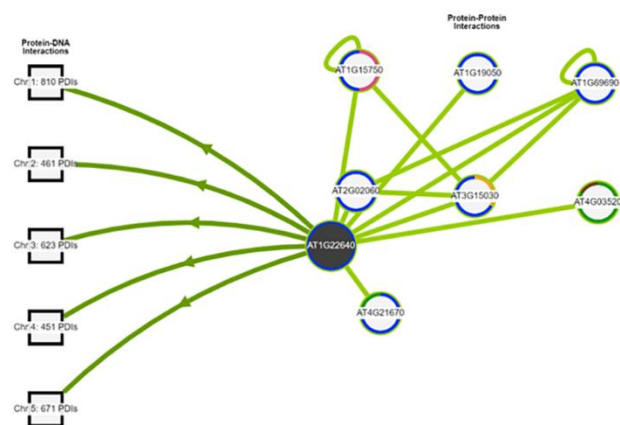 Protein-Protein
Interactions
Protein-DNA
Interactions
Chr 1: 810 PDIs
AT1G15750
AT1G19050
AT1G69690
Chr 2: 461 PDIs
AT2G02060
AT3G15030
AT4G03520
Chr 3: 623 PDIs
AT1G22640
Chr 4: 451 PDIs
AT4G21670
Chr 5: 671 PDIs